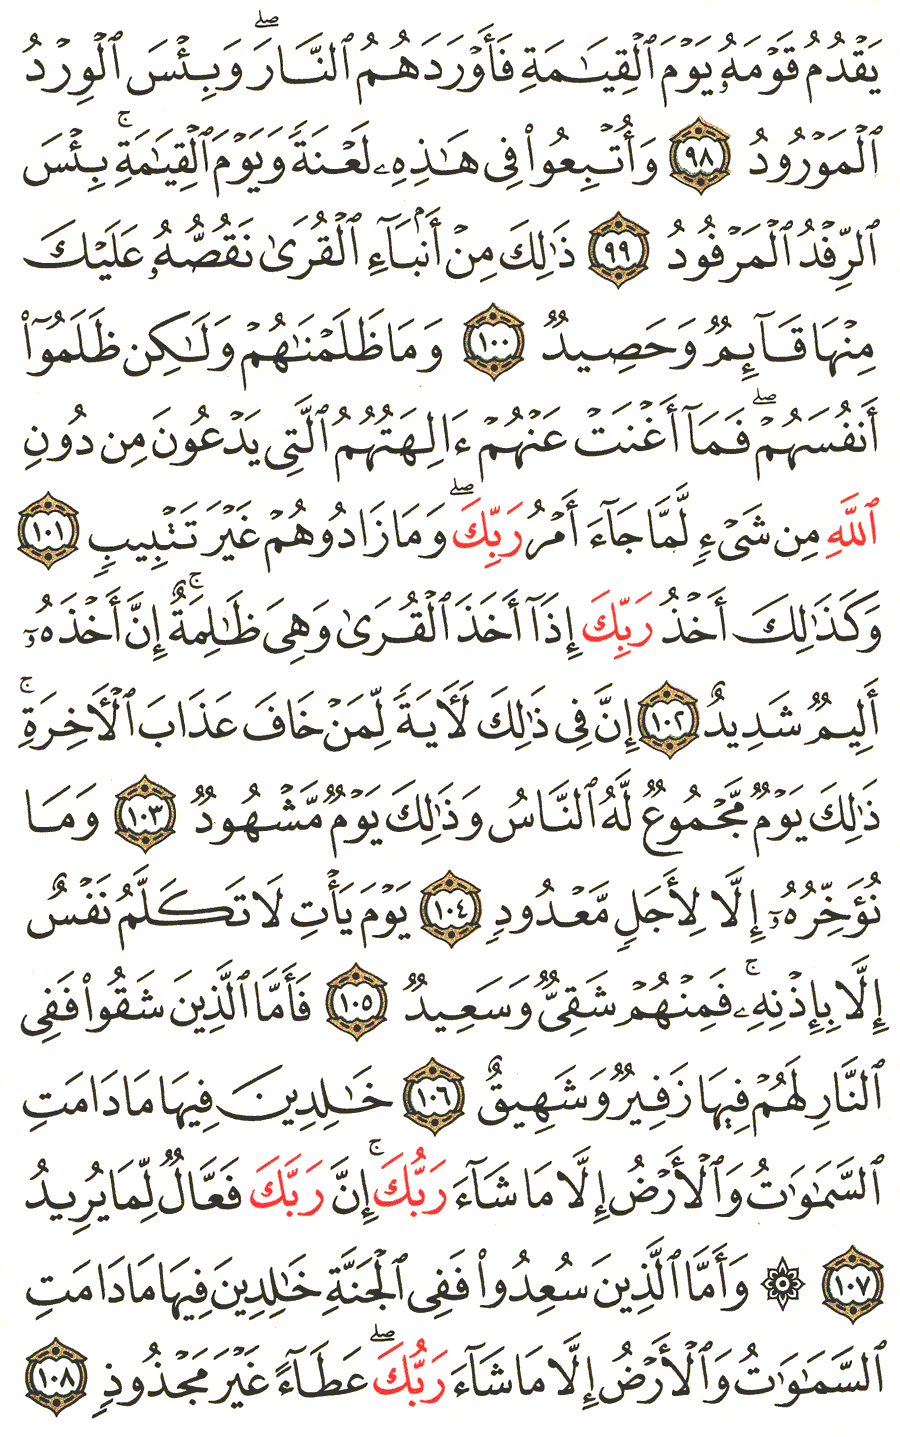 يَقْدُمُ قَوْمَهُۥ يَوْمَ ٱلْقِيَٰمَةِ فَأَوْرَدَهُمُ ٱلنَّارَ ۖ وَبِئْسَ ٱلْوِرْدُ
ٱلْمَوْرُودُ ٩٨ وَأُتْبِعُوا۟ فِى هَٰذِهِۦ لَعْنَةً وَيَوْمَ ٱلْقِيَٰمَةِ ۚ بِئْسَ
ٱلرِّفْدُ ٱلْمَرْفُودُ ٩٩ ذَٰلِكَ مِنْ أَنۢبَآءِ ٱلْقُرَىٰ نَقُصُّهُۥ عَلَيْكَ
مِنْهَا قَآئِمٌ وَحَصِيدٌ ١٠٠ وَمَا ظَلَمْنَٰهُمْ وَلَٰكِن ظَلَمُوٓا۟
أَنفُسَهُمْ ۖ فَمَآ أَغْنَتْ عَنْهُمْ ءَالِهَتُهُمُ ٱلَّتِى يَدْعُونَ مِن دُونِ
ٱللَّهِ مِن شَىْءٍ لَّمَّا جَآءَ أَمْرُ رَبِّكَ ۖ وَمَا زَادُوهُمْ غَيْرَ تَتْبِيبٍ ١٠١
وَكَذَٰلِكَ أَخْذُ رَبِّكَ إِذَآ أَخَذَ ٱلْقُرَىٰ وَهِىَ ظَٰلِمَةٌ ۚ إِنَّ أَخْذَهُۥٓ
أَلِيمٌ شَدِيدٌ ١٠٢ إِنَّ فِى ذَٰلِكَ لَءَايَةً لِّمَنْ خَافَ عَذَابَ ٱلْءَاخِرَةِ ۚ
ذَٰلِكَ يَوْمٌ مَّجْمُوعٌ لَّهُ ٱلنَّاسُ وَذَٰلِكَ يَوْمٌ مَّشْهُودٌ ١٠٣ وَمَا
نُؤَخِّرُهُۥٓ إِلَّا لِأَجَلٍ مَّعْدُودٍ ١٠٤ يَوْمَ يَأْتِ لَا تَكَلَّمُ نَفْسٌ
إِلَّا بِإِذْنِهِۦ ۚ فَمِنْهُمْ شَقِىٌّ وَسَعِيدٌ ١٠٥ فَأَمَّا ٱلَّذِينَ شَقُوا۟ فَفِى
ٱلنَّارِ لَهُمْ فِيهَا زَفِيرٌ وَشَهِيقٌ ١٠٦ خَٰلِدِينَ فِيهَا مَا دَامَتِ
ٱلسَّمَٰوَٰتُ وَٱلْأَرْضُ إِلَّا مَا شَآءَ رَبُّكَ ۚ إِنَّ رَبَّكَ فَعَّالٌ لِّمَا يُرِيدُ
١٠٧ ۞ وَأَمَّا ٱلَّذِينَ سُعِدُوا۟ فَفِى ٱلْجَنَّةِ خَٰلِدِينَ فِيهَا مَا دَامَتِ
ٱلسَّمَٰوَٰتُ وَٱلْأَرْضُ إِلَّا مَا شَآءَ رَبُّكَ ۖ عَطَآءً غَيْرَ مَجْذُوذٍ ١٠٨